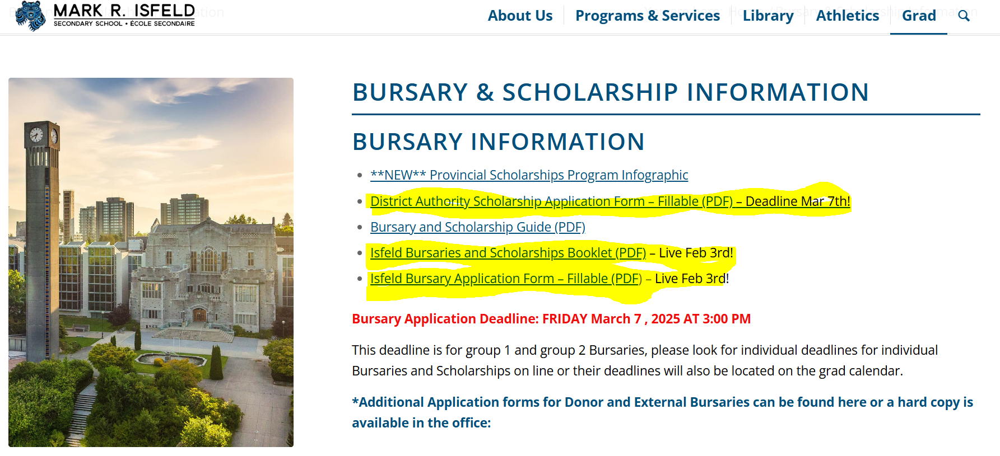 MARK R. ISFELD
SECONDARY SCHOOL • ÉCOLE SECONDAIRE
About Us
Programs & Services
Library
Athletics
Grad
BURSARY & SCHOLARSHIP INFORMATION
BURSARY INFORMATION
**NEW** Provincial Scholarships Program Infographic
District Authority Scholarship Application Form – Fillable (PDF) – Deadline Mar 7th!
Bursary and Scholarship Guide (PDF)
Isfeld Bursaries and Scholarships Booklet (PDF) – Live Feb 3rd!
Isfeld Bursary Application Form – Fillable (PDF) – Live Feb 3rd!
Bursary Application Deadline: FRIDAY March 7 , 2025 AT 3:00 PM
This deadline is for group 1 and group 2 Bursaries, please look for individual deadlines for individual
Bursaries and Scholarships on line or their deadlines will also be located on the grad calendar.
*Additional Application forms for Donor and External Bursaries can be found here or a hard copy is
available in the office: